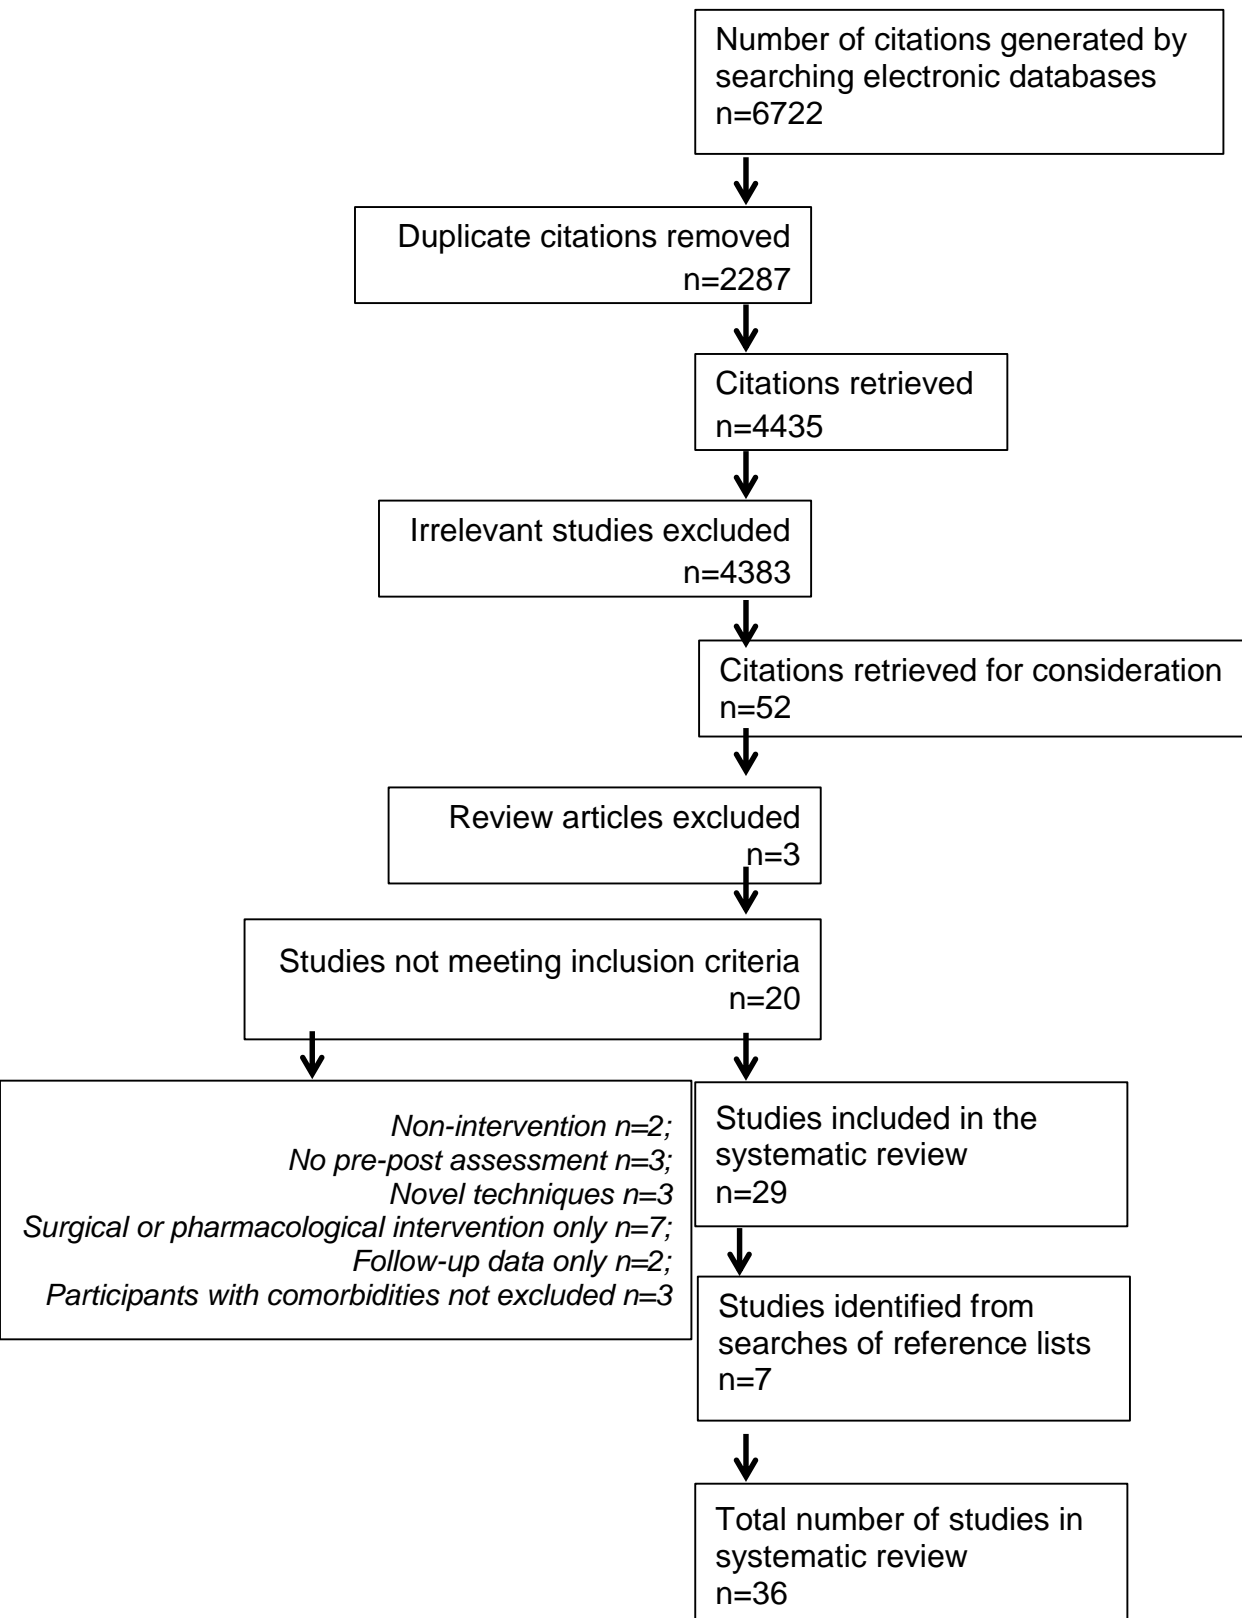 Number of citations generated by
searching electronic databases
n=6722
Duplicate citations removed
n=2287
Citations retrieved
n=4435
Irrelevant studies excluded
n=4383
Citations retrieved for consideration
n=52
Review articles excluded
n=3
Studies not meeting inclusion criteria
n=20
Non-intervention n=2;
No pre-post assessment n=3;
Novel techniques n=3
Surgical or pharmacological intervention only n=7;
Follow-up data only n=2;
Participants with comorbidities not excluded n=3
Studies included in the
systematic review
n=29
Studies identified from
searches of reference lists
n=7
Total number of studies in
systematic review
n=36